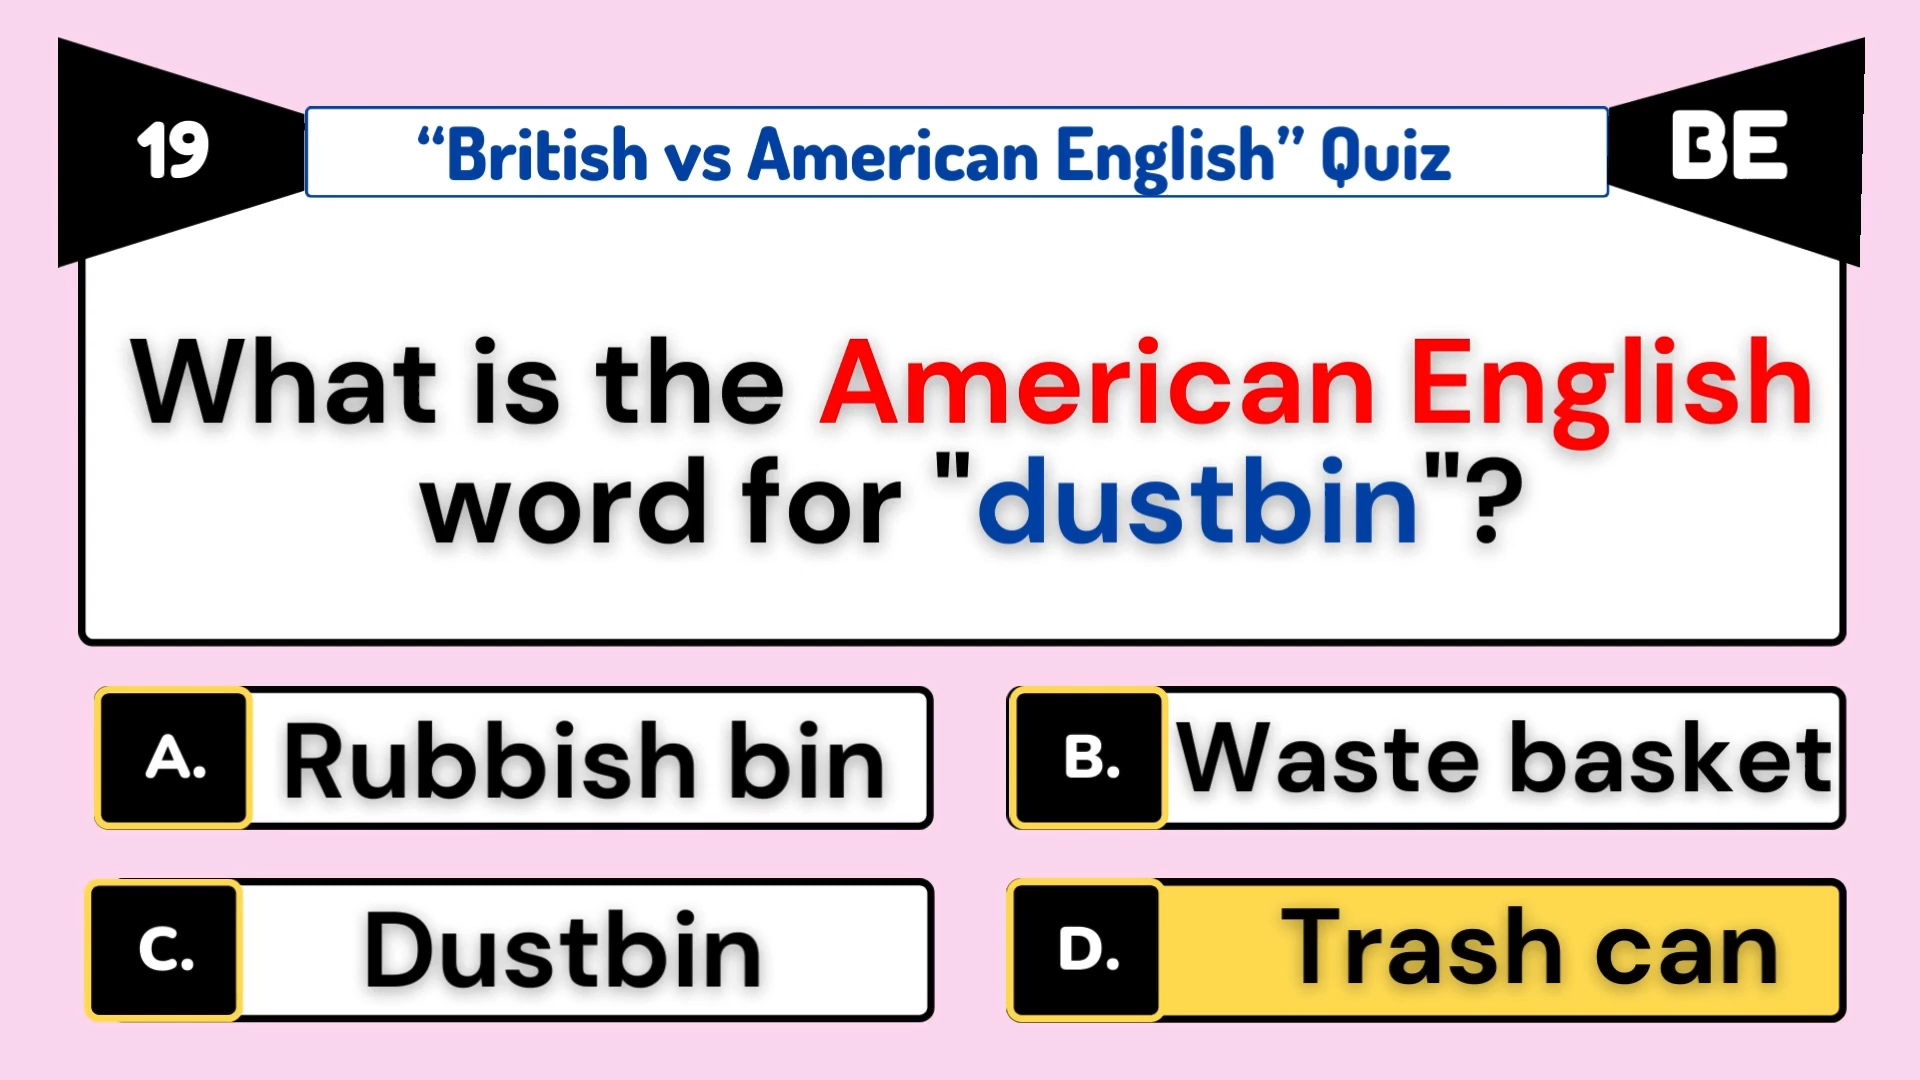 19
“British vs American English” Quiz
BE
What is the American English
word for "dustbin"?
A. Rubbish bin
B. Waste basket
C. Dustbin
D. Trash can